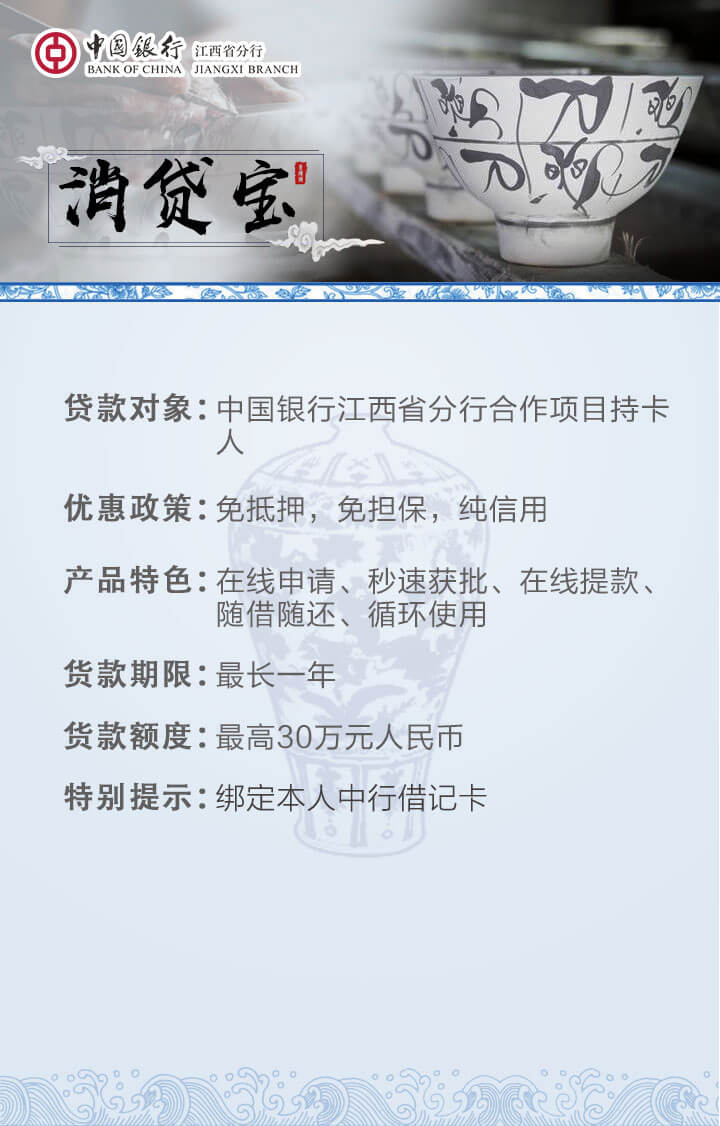 中国银行 江西省分行
BANK OF CHINA JIANGXI BRANCH
消贷宝
贷款对象：中国银行江西省分行合作项目持卡
人
优惠政策：免抵押，免担保，纯信用
产品特色：在线申请、秒速获批、在线提款、
随借随还、循环使用
货款期限：最长一年
货款额度：最高30万元人民币
特别提示：绑定本人中行借记卡